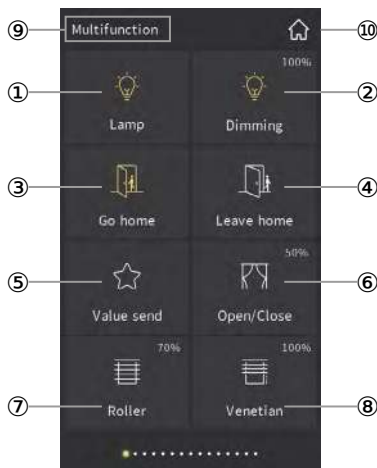 ⑨ Multifunction ⑩
100%
① Lamp Dimming ②
③ Go home Leave home ④
50%
⑤ Value send Open/Close ⑥
70% 100%
⑦ Roller Venetian ⑧